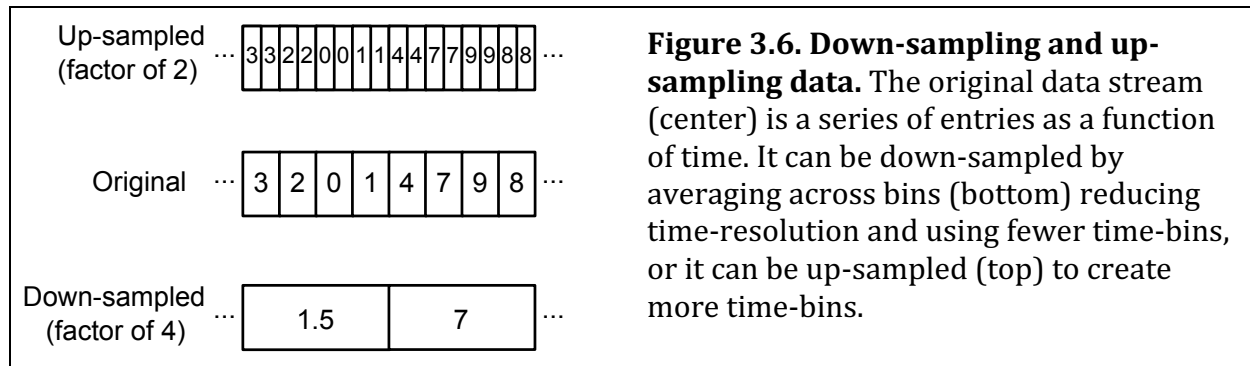 Up-sampled
(factor of 2)
... 3 3 2 2 0 0 1 1 4 4 7 7 9 9 8 8 ...
Original ... 3 2 0 1 4 7 9 8 ...
Down-sampled
(factor of 4)
... 1.5 7 ...
Figure 3.6. Down-sampling and up-
sampling data. The original data stream
(center) is a series of entries as a function
of time. It can be down-sampled by
averaging across bins (bottom) reducing
time-resolution and using fewer time-bins,
or it can be up-sampled (top) to create
more time-bins.